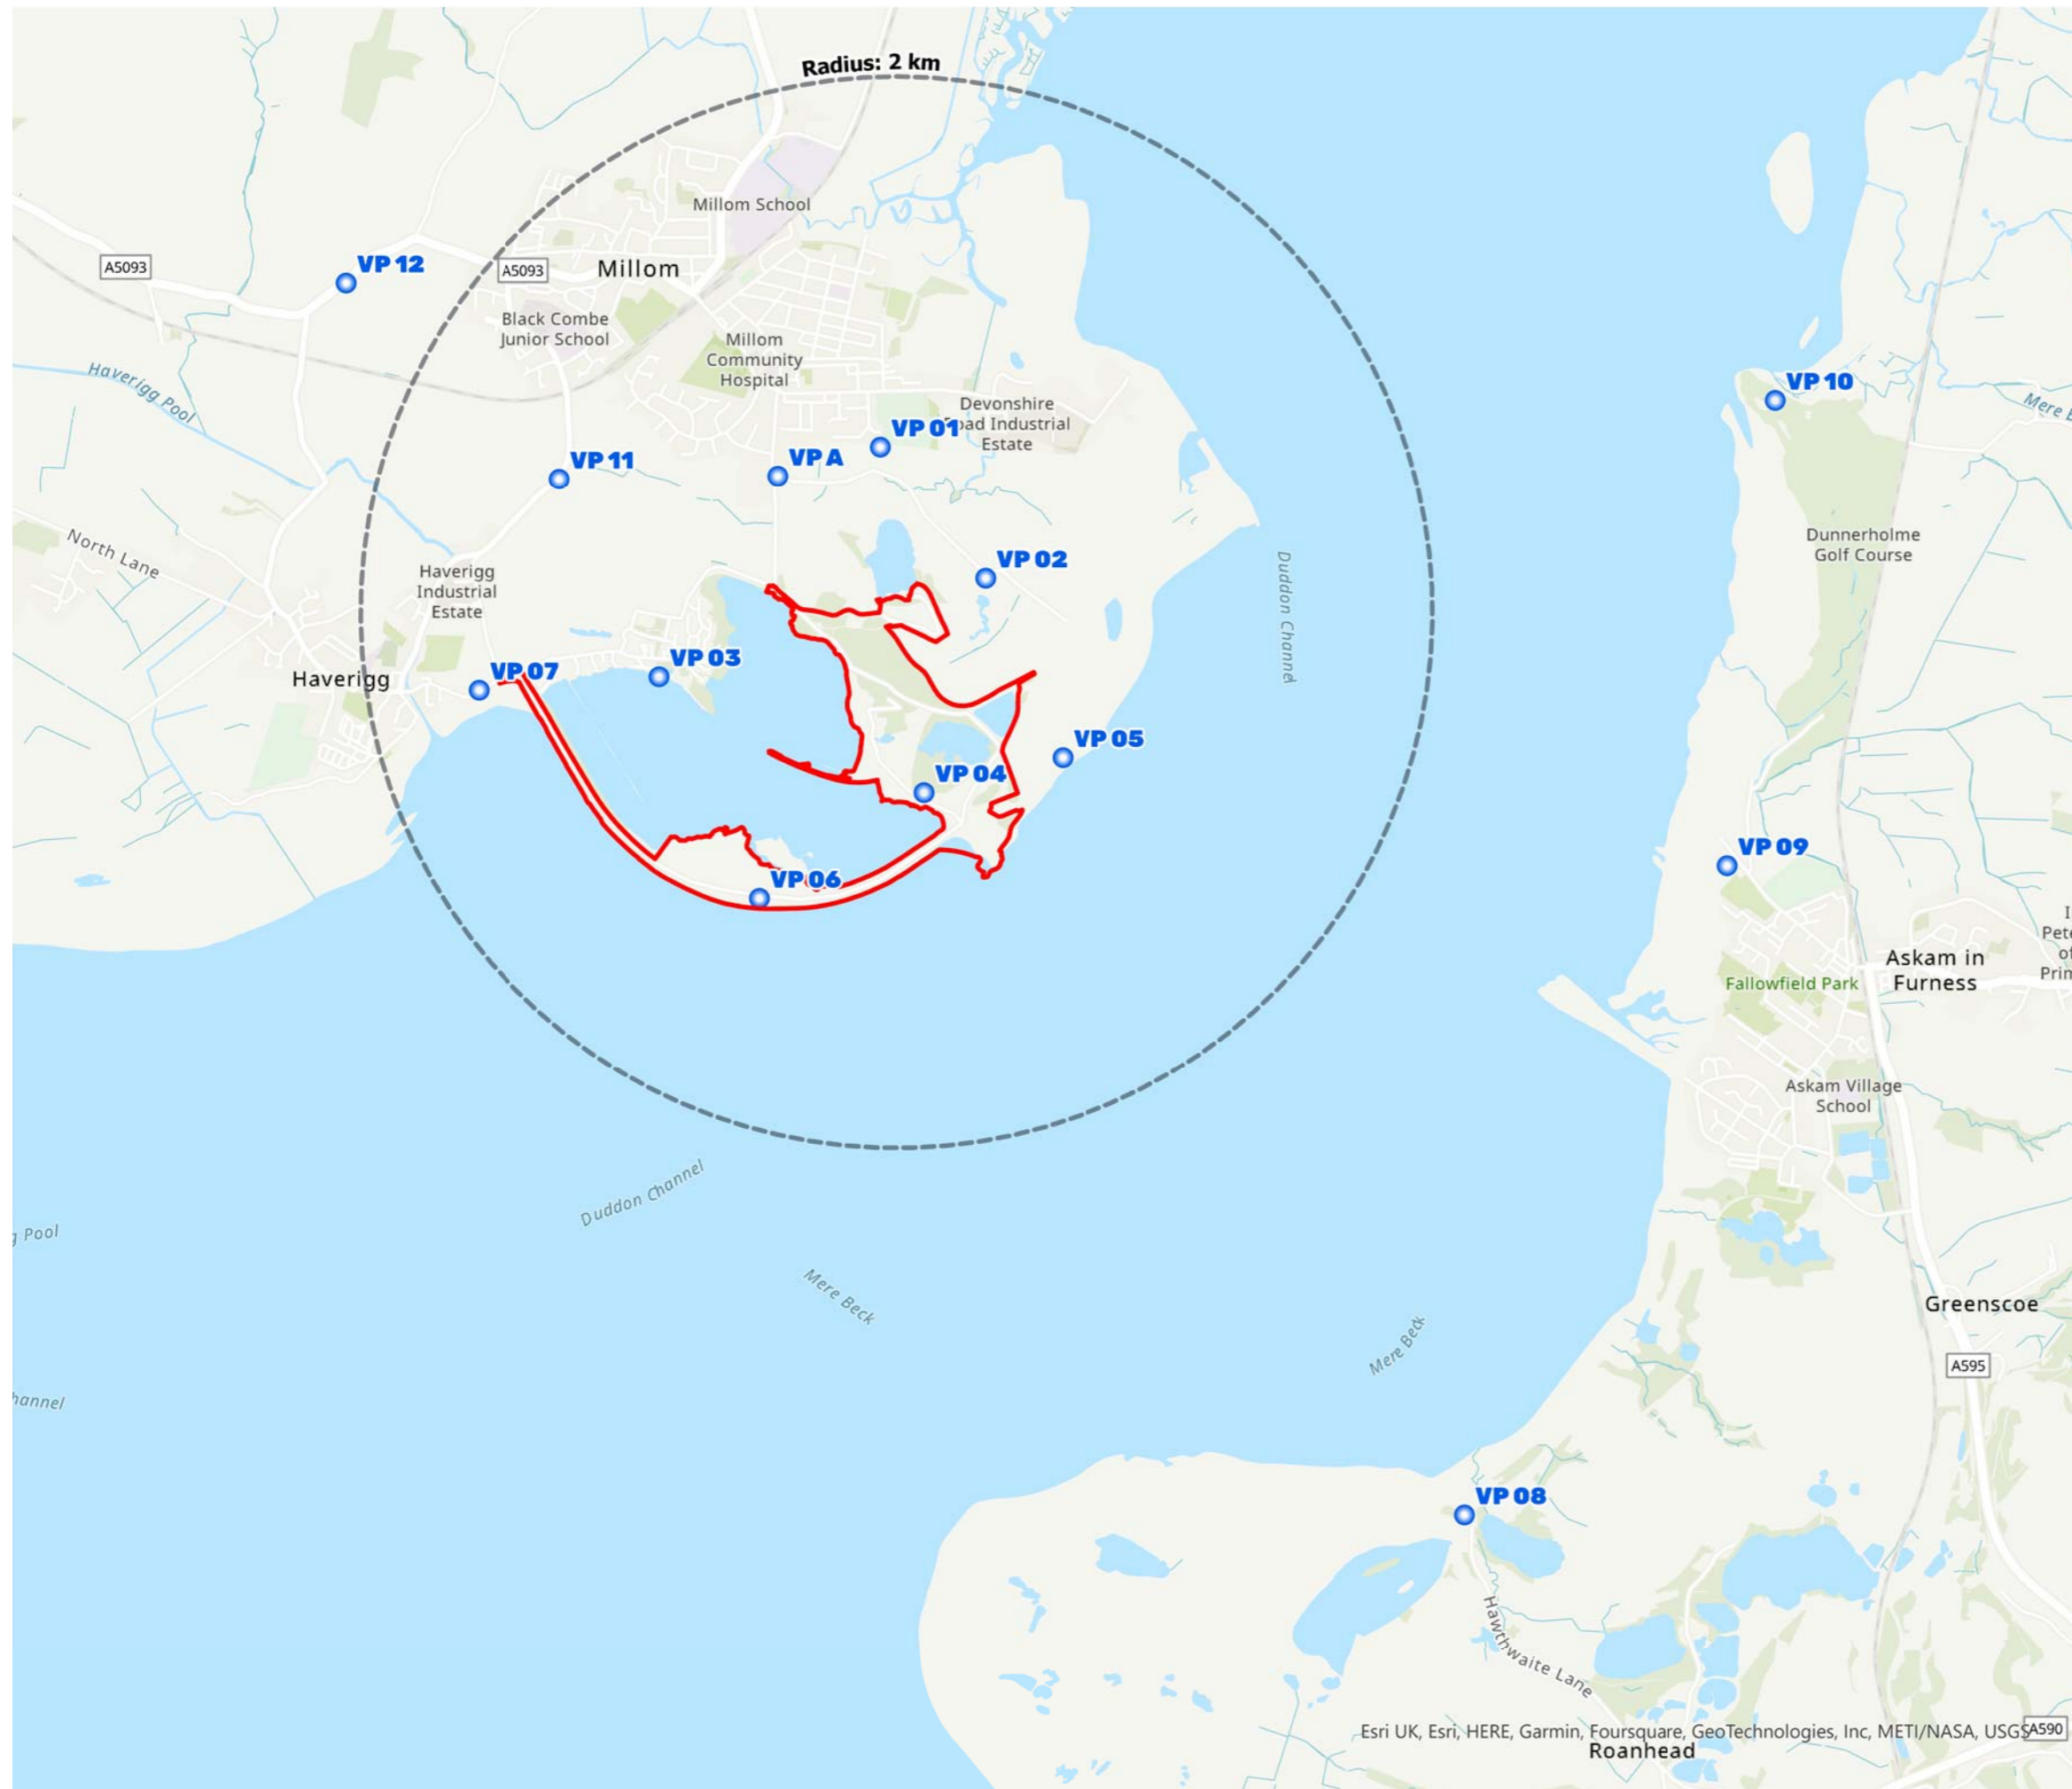 Radius: 2 km
Millom School
VP 12
A5093
A5093
Millom
Black Combe
Junior School
Millom
Community
Hospital
Haverigg Pool
VP 10
Mere
Devonshire
Road Industrial
Estate
VP 01
VP A
VP 11
North Lane
Dunnerholme
Golf Course
VP 02
Duddon Channel
Haverigg
Industrial
Estate
VP 03
VP 07
Haverigg
VP 05
VP 04
VP 09
VP 06
Askam in
Furness
Fallowfield Park
Askam Village
School
Duddon Channel
Pool
Mere Beck
Greenscoe
Mere Beck
A595
hannel
VP 08
Hawthwaite Lane
Esri UK, Esri, HERE, Garmin, Foursquare, GeoTechnologies, Inc, METI/NASA, USGS
A590
Roanhead